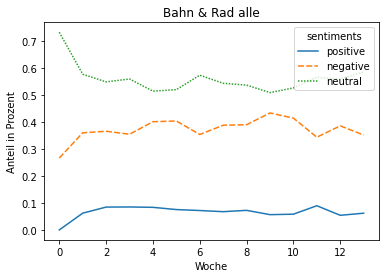 Bahn & Rad alle
sentiments
positive
negative
neutral
Anteil in Prozent
0.7
0.6
0.5
0.4
0.3
0.2
0.1
0.0
0 2 4 6 8 10 12
Woche